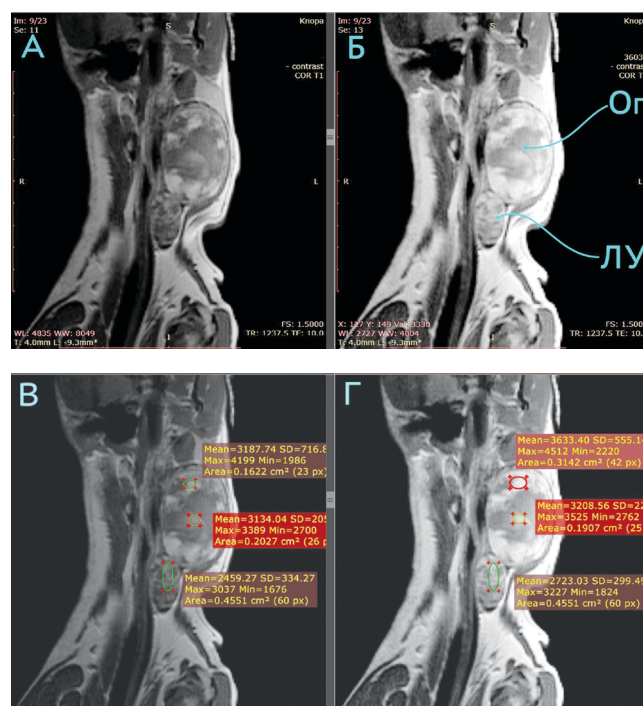 А
Im: 9/23
Se: 11
S
Knopa
- contrast
COR T1
R
L
WL: 4835 WW: 8049
T: 4.0mm L: -9.3mm*
I
FS: 1.5000
TR: 1237.5 TE: 10.0
Б
Im: 9/23
Se: 13
S
Knopa
3603
- contrast
COR T1
Оп
R
L
ЛУ
X: 127 Y: 149 Val: 3330
WL: 2727 WW: 4004
T: 4.0mm L: -9.3mm*
I
FS: 1.500
TR: 1237.5 TE: 10.
В
Mean=3187.74 SD=716.8
Max=4199 Min=1986
Area=0.1622 cm² (23 px)
Mean=3134.04 SD=205
Max=3389 Min=2700
Area=0.2027 cm² (26 p
Mean=2459.27 SD=334.27
Max=3037 Min=1676
Area=0.4551 cm² (60 px)
Г
Mean=3633.40 SD=555.1
Max=4512 Min=2220
Area=0.3142 cm² (42 px)
Mean=3208.56 SD=22
Max=3525 Min=2762
Area=0.1907 cm² (25
Mean=2723.03 SD=299.49
Max=3227 Min=1824
Area=0.4551 cm² (60 px)